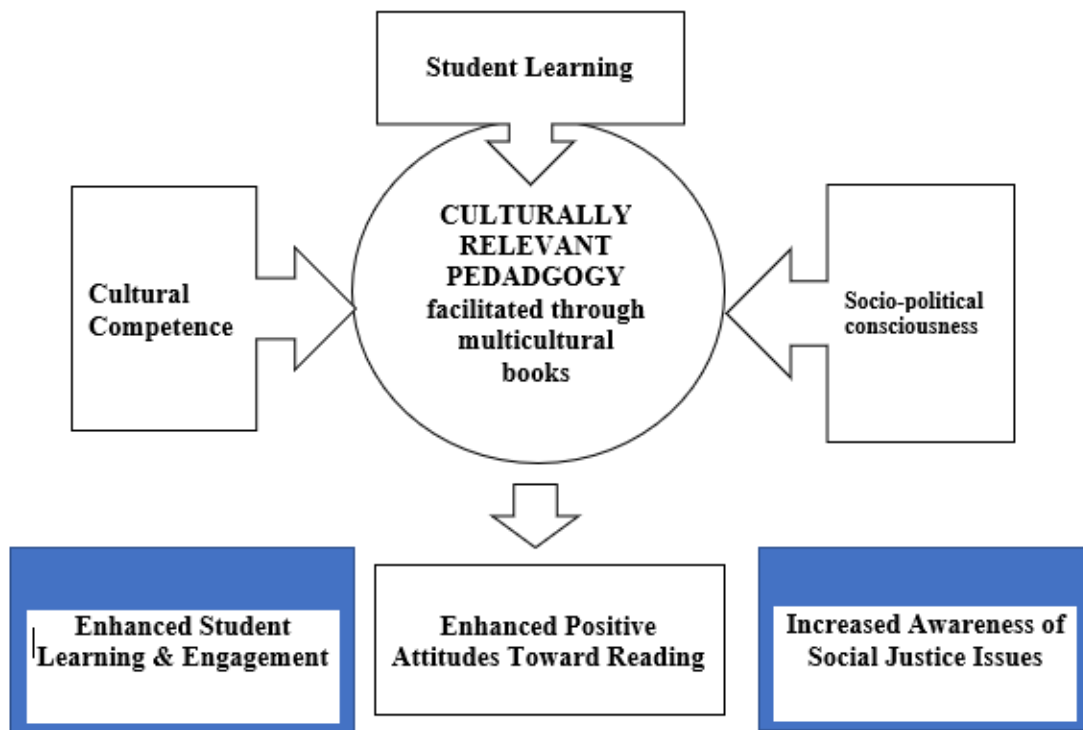 Student Learning
CULTURALLY
RELEVANT
PEDADGOGY
facilitated through
multicultural
books
Cultural
Competence
Socio-political
consciousness
Enhanced Student
Learning & Engagement
Enhanced Positive
Attitudes Toward Reading
Increased Awareness of
Social Justice Issues